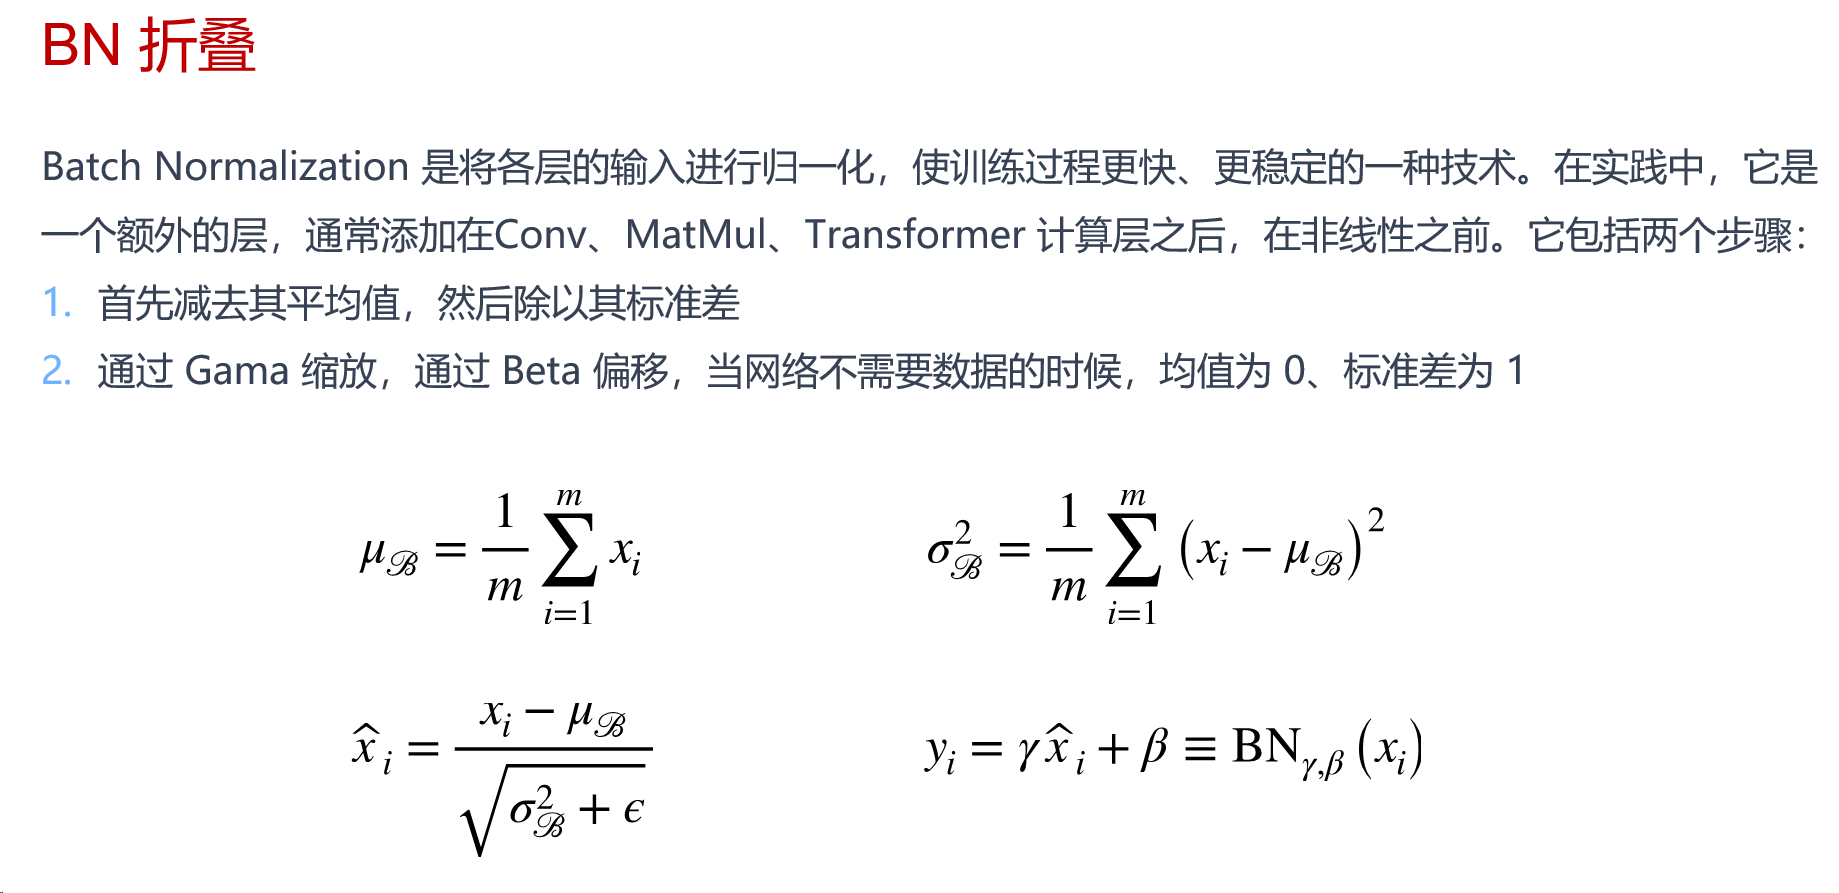 BN 折叠
Batch Normalization 是将各层的输入进行归一化，使训练过程更快、更稳定的一种技术。在实践中，它是
一个额外的层，通常添加在Conv、MatMul、Transformer 计算层之后，在非线性之前。它包括两个步骤：
1. 首先减去其平均值，然后除以其标准差
2. 通过 Gama 缩放，通过 Beta 偏移，当网络不需要数据的时候，均值为 0、标准差为 1
$\mu_{\mathscr{B}} = \frac{1}{m} \sum_{i=1}^{m} x_i$
$\sigma_{\mathscr{B}}^2 = \frac{1}{m} \sum_{i=1}^{m} \left(x_i - \mu_{\mathscr{B}}\right)^2$
$\widehat{x}_i = \frac{x_i - \mu_{\mathscr{B}}}{\sqrt{\sigma_{\mathscr{B}}^2 + \epsilon}}$
$y_i = \gamma \widehat{x}_i + \beta \equiv \mathrm{BN}_{\gamma,\beta}\left(x_i\right)$